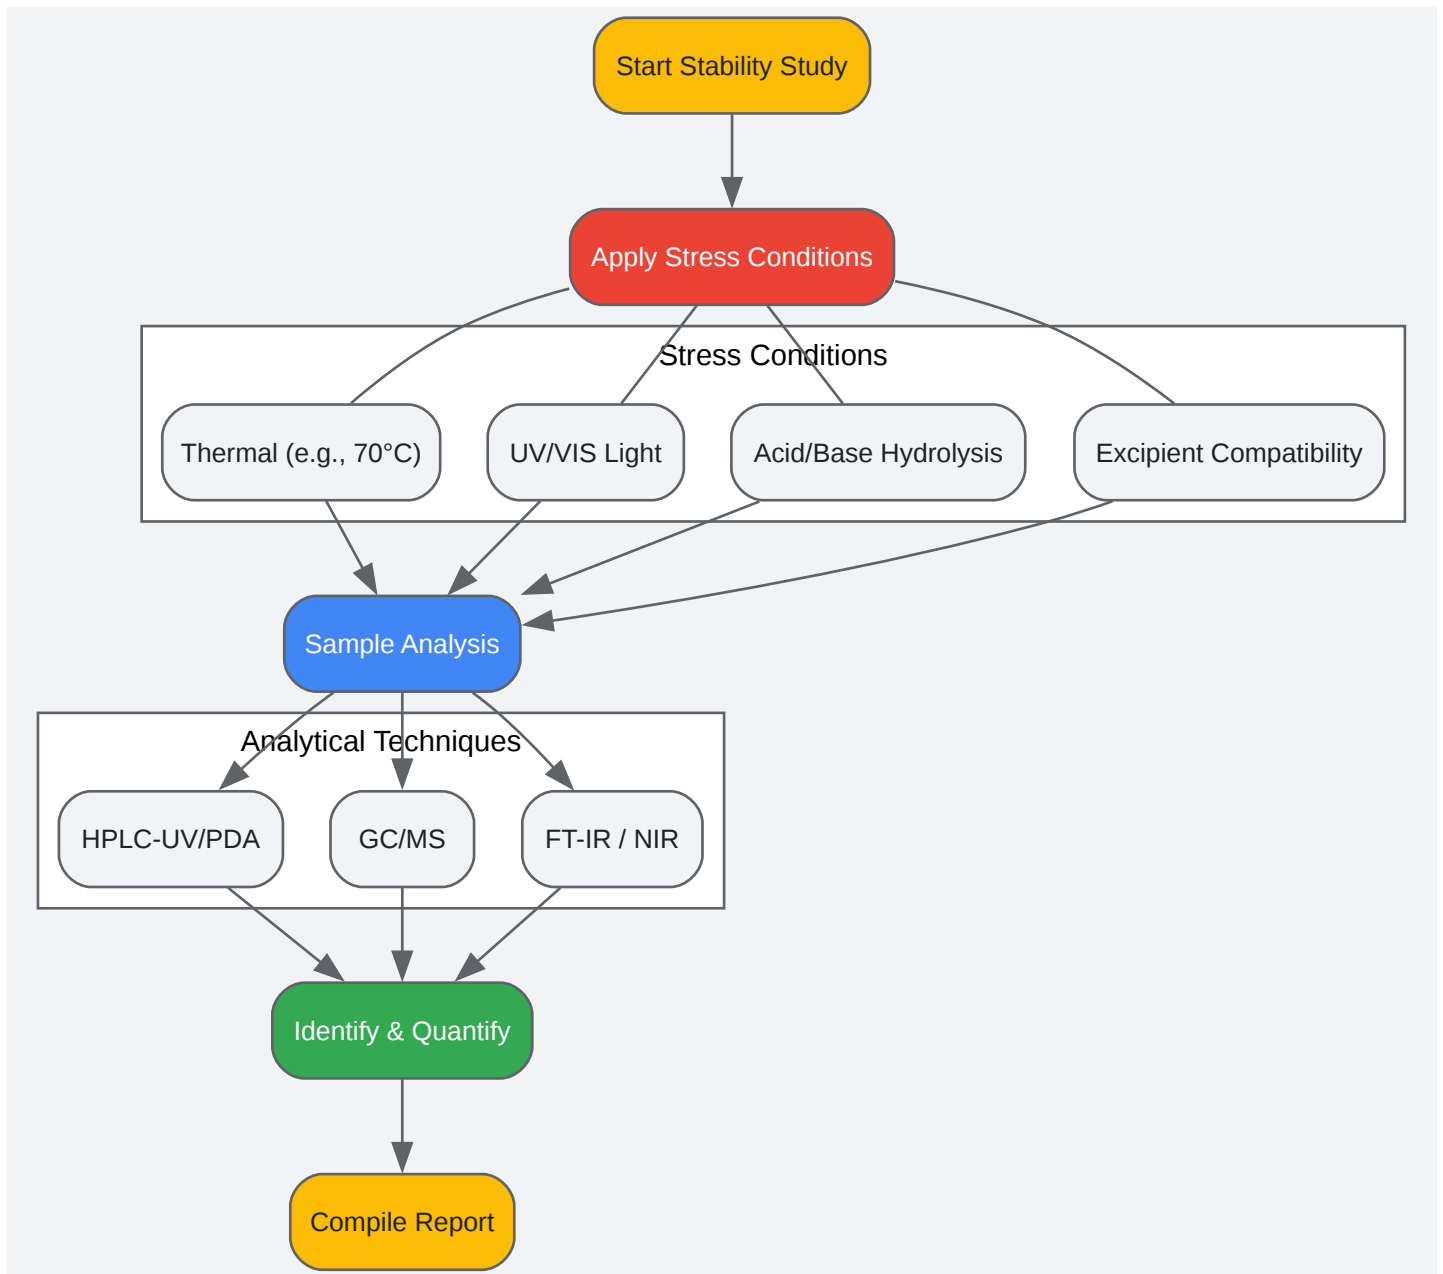 Start Stability Study
Apply Stress Conditions
Stress Conditions
Thermal (e.g., 70°C)
UV/VIS Light
Acid/Base Hydrolysis
Excipient Compatibility
Sample Analysis
Analytical Techniques
HPLC-UV/PDA
GC/MS
FT-IR / NIR
Identify & Quantify
Compile Report